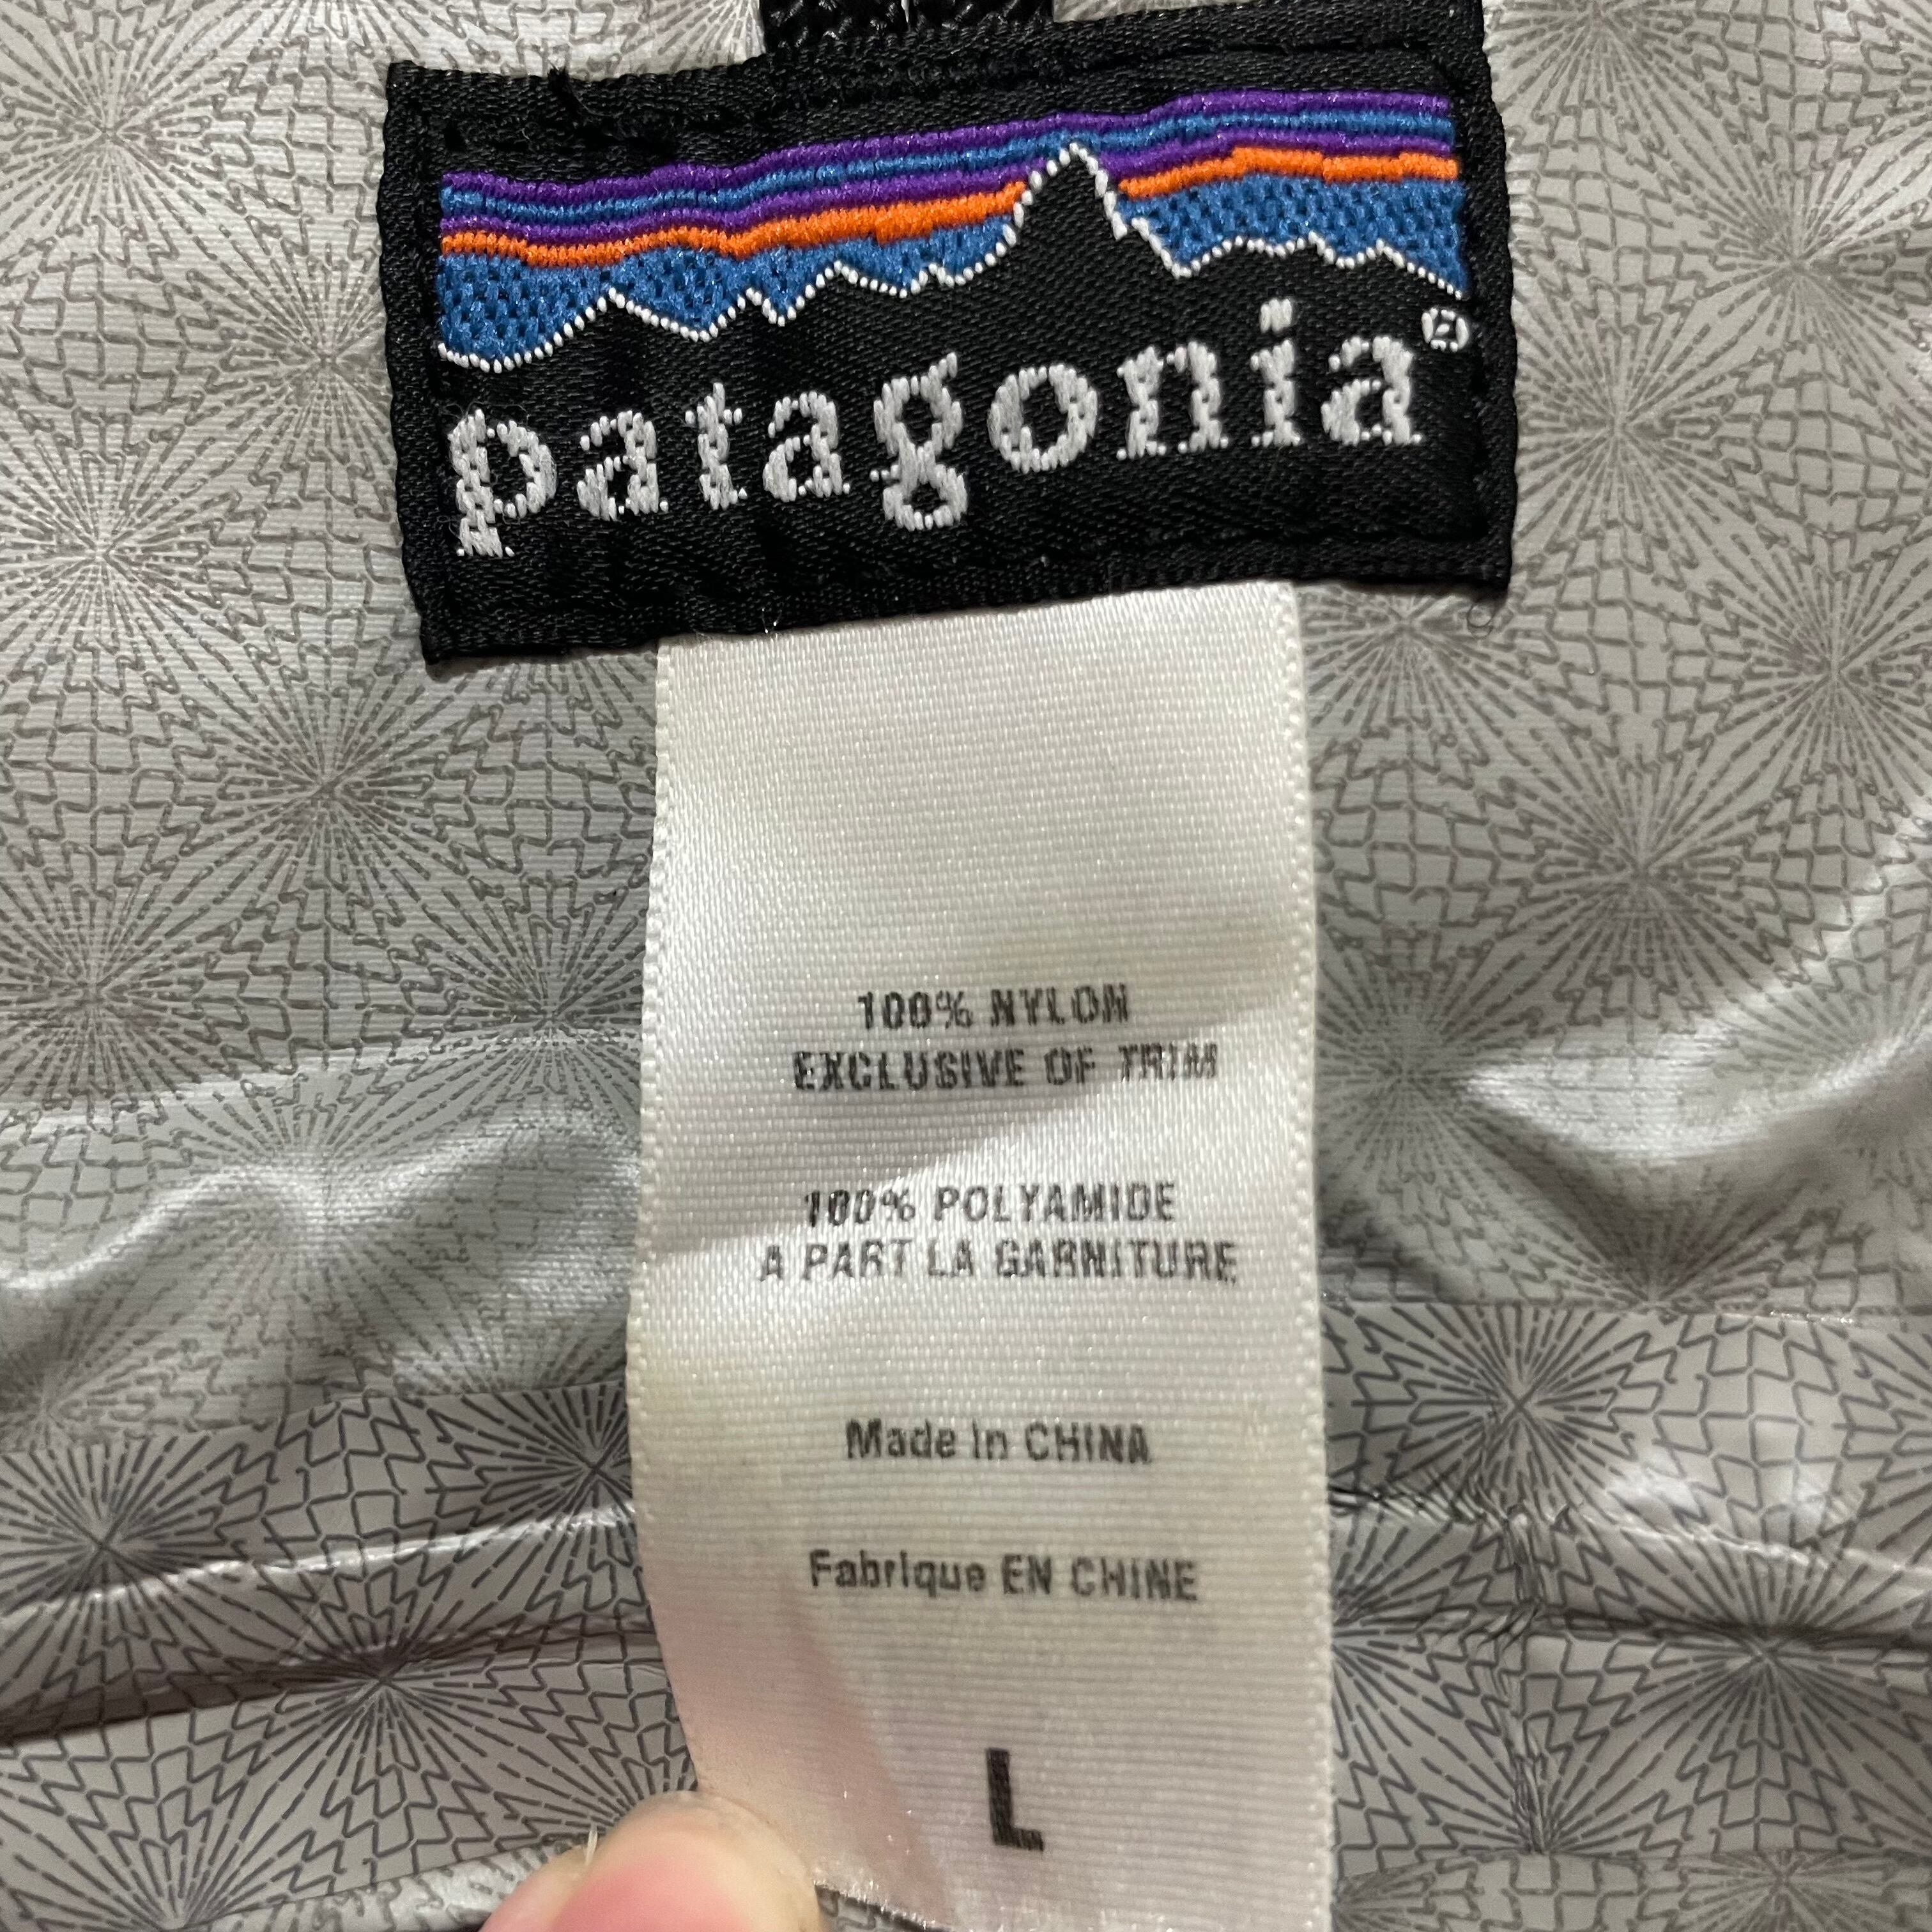 patagonia®
100% NYLON
EXCLUSIVE OF TRIM
100% POLYAMIDE
A PART LA GARNITURE
Made in CHINA
Fabrique EN CHINE
L